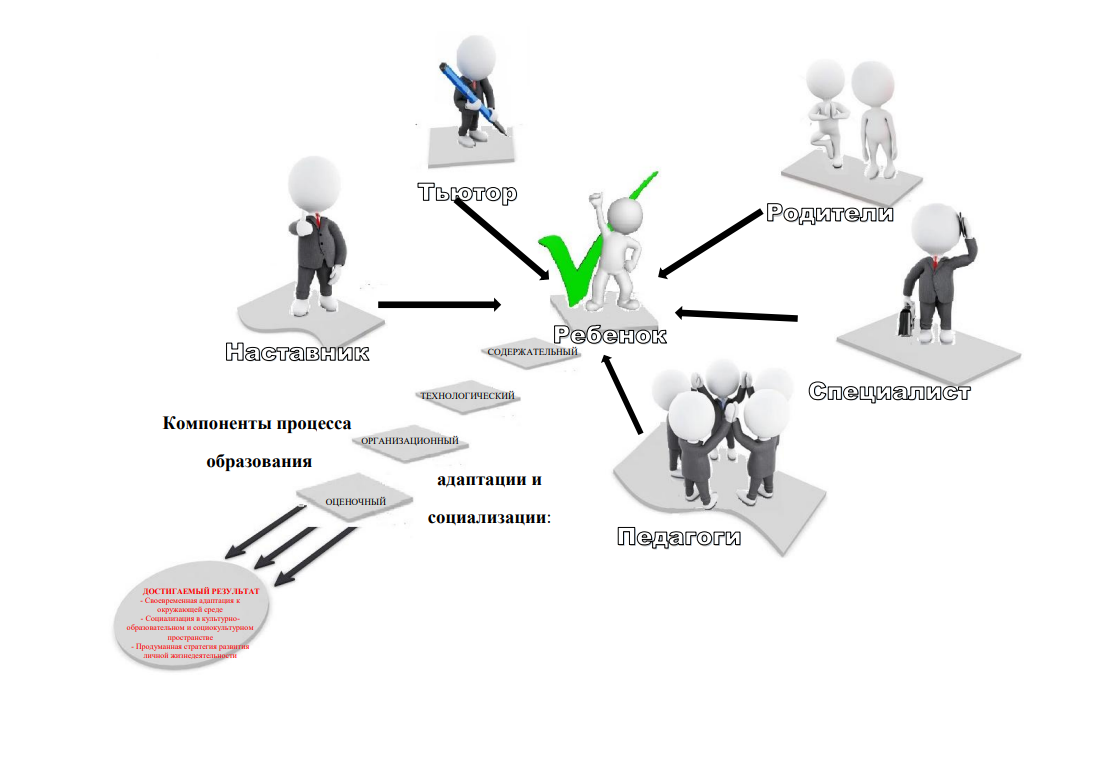 Тьютор
Родители
Наставник
Ребенок
Специалист
Педагоги
СОДЕРЖАТЕЛЬНЫЙ
ТЕХНОЛОГИЧЕСКИЙ
ОРГАНИЗАЦИОННЫЙ
ОЦЕНОЧНЫЙ
Компоненты процесса
образования
адаптации и
социализации:
ДОСТИГАЕМЫЙ РЕЗУЛЬТАТ
- Своевременная адаптация к
окружающей среде
- Социализация в культурно-
образовательном и социокультурном
пространстве
- Продуманная стратегия развития
личной жизнедеятельности